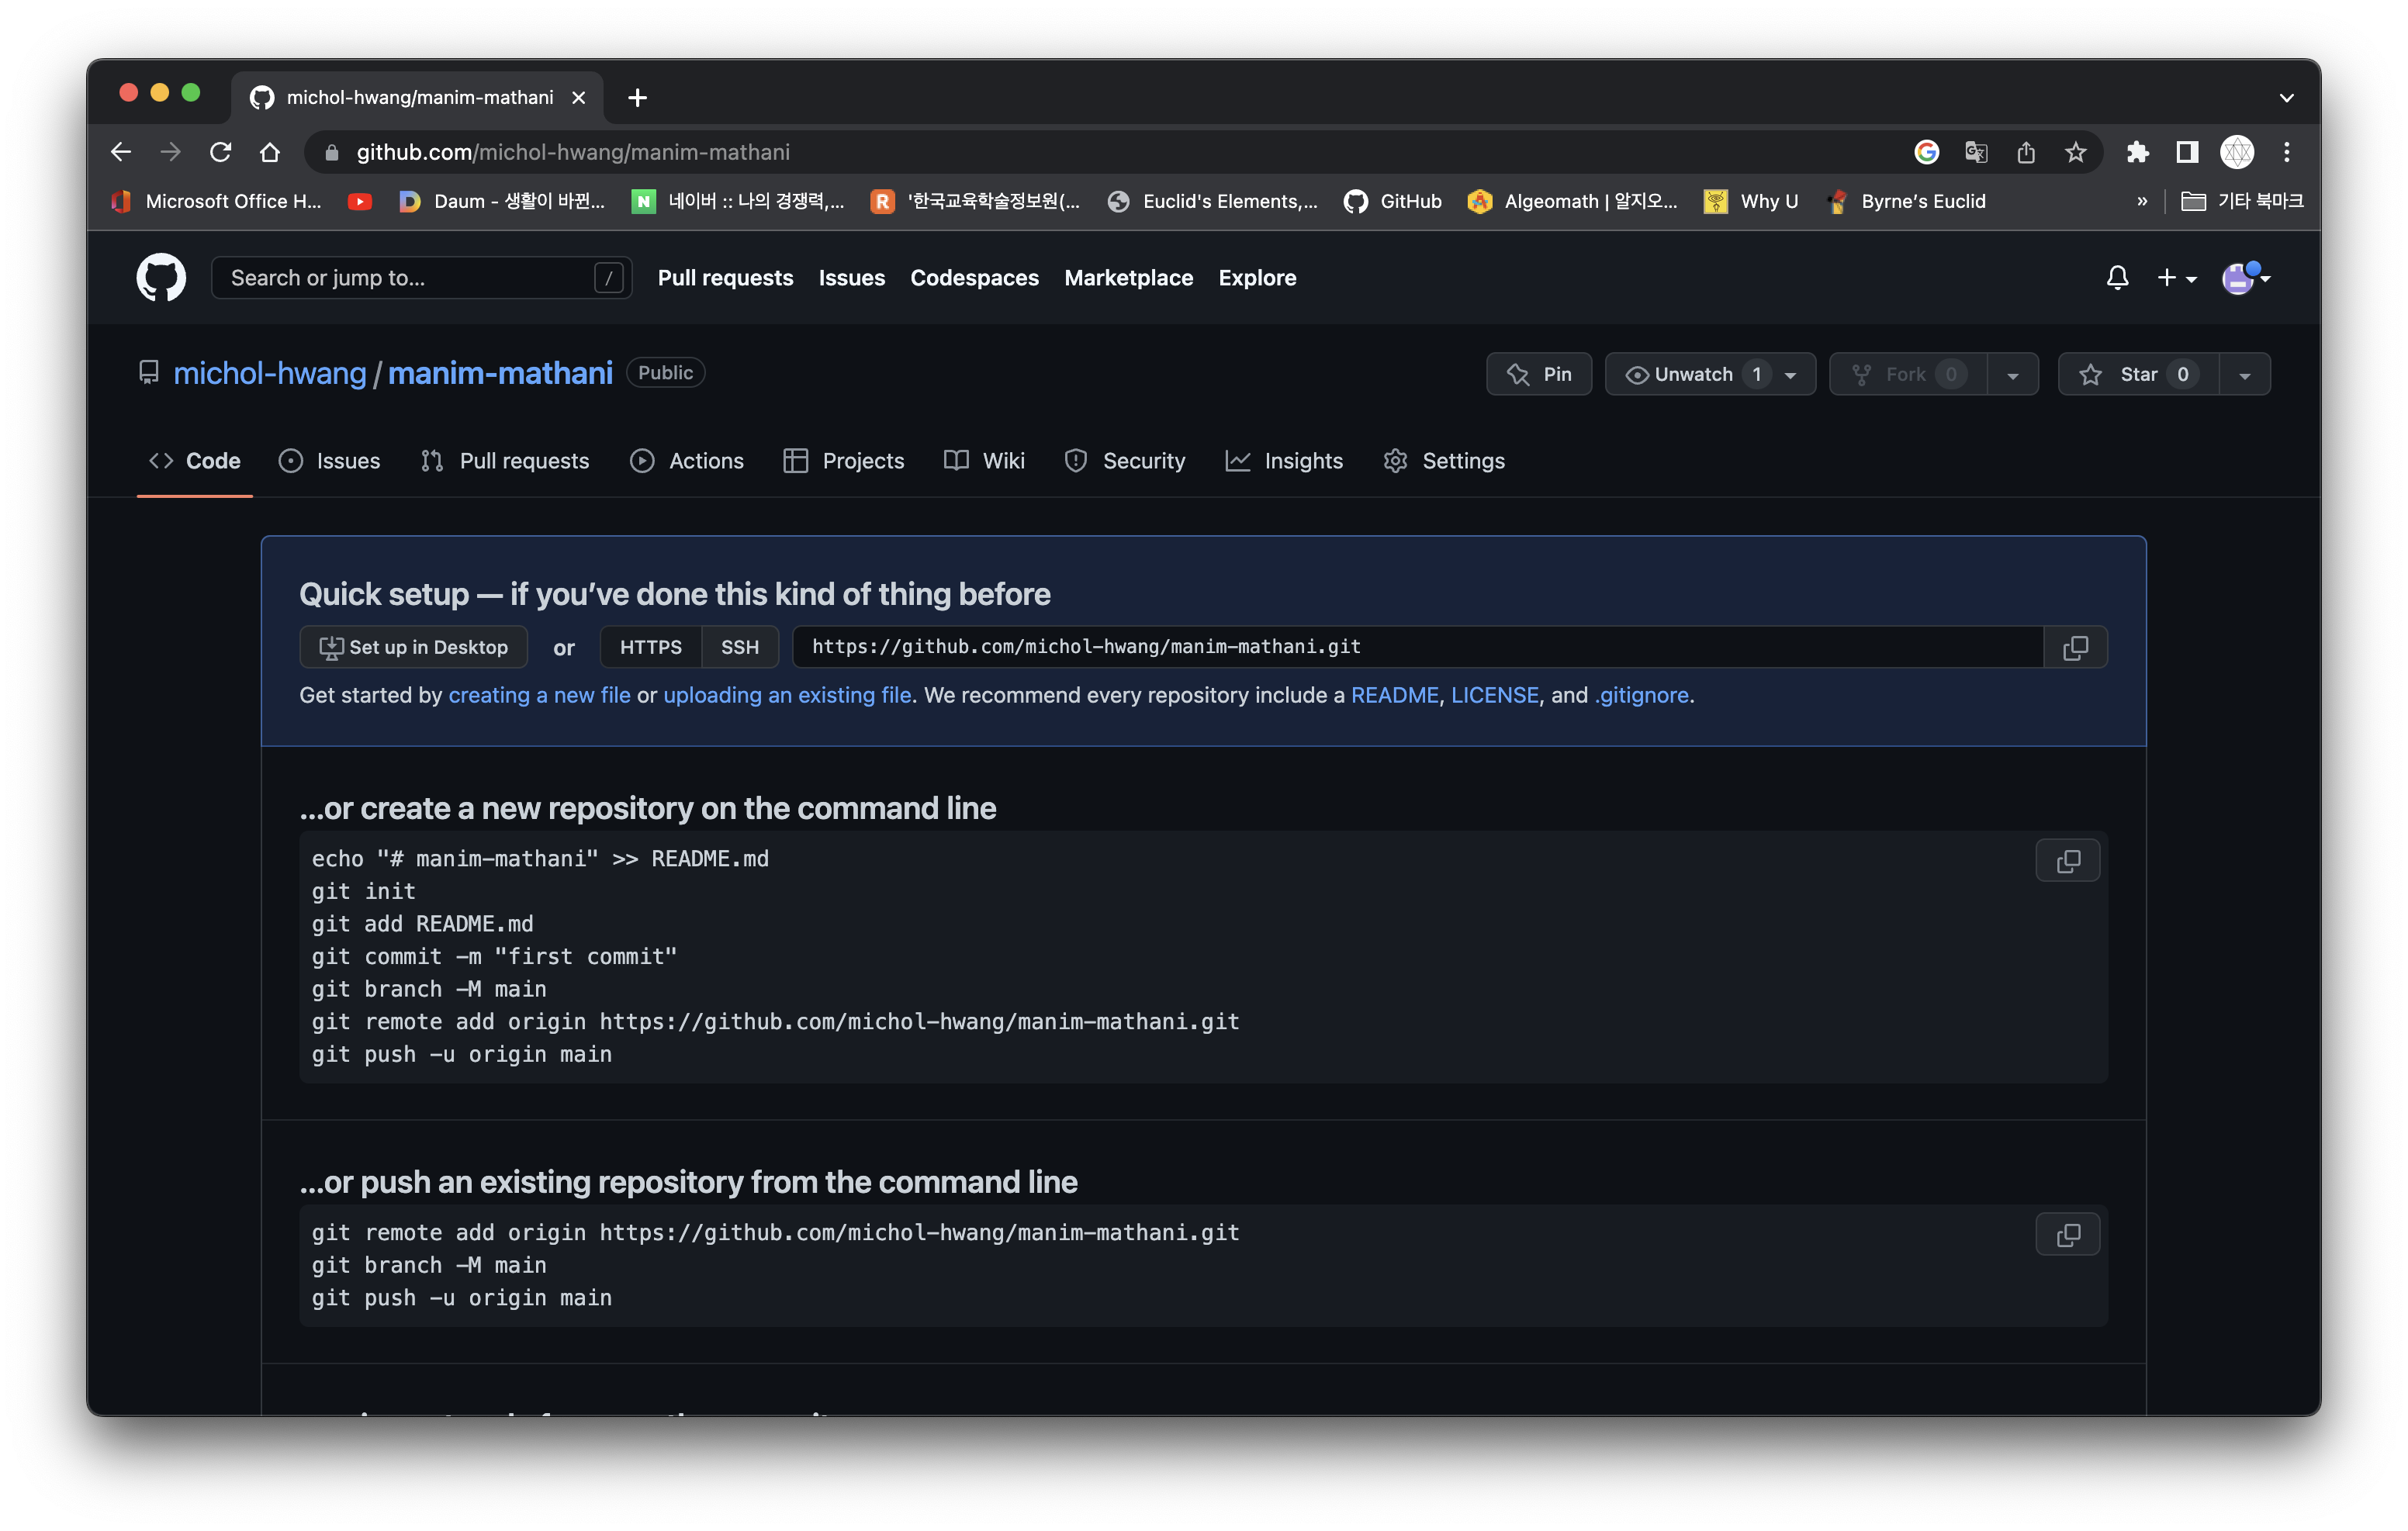 michol-hwang/manim-mathani
github.com/michol-hwang/manim-mathani
Microsoft Office H... Daum - 생활이 바뀐... 네이버 :: 나의 경쟁력,... '한국교육학술정보원(... Euclid's Elements,... GitHub Algeomath | 알지오... Why U Byrne's Euclid » 기타 북마크
Search or jump to... / Pull requests Issues Codespaces Marketplace Explore
michol-hwang / manim-mathani Public Pin Unwatch 1 Fork 0 Star 0
Code Issues Pull requests Actions Projects Wiki Security Insights Settings
Quick setup — if you’ve done this kind of thing before
Set up in Desktop or HTTPS SSH https://github.com/michol-hwang/manim-mathani.git
Get started by creating a new file or uploading an existing file. We recommend every repository include a README, LICENSE, and .gitignore.
…or create a new repository on the command line
echo "# manim-mathani" >> README.md
git init
git add README.md
git commit -m "first commit"
git branch -M main
git remote add origin https://github.com/michol-hwang/manim-mathani.git
git push -u origin main
…or push an existing repository from the command line
git remote add origin https://github.com/michol-hwang/manim-mathani.git
git branch -M main
git push -u origin main